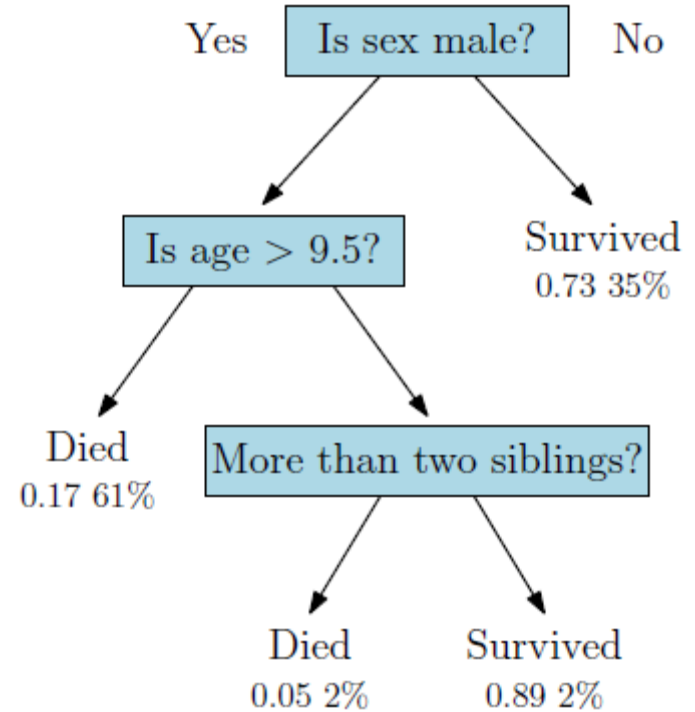 Yes
Is sex male?
No
Is age > 9.5?
Survived
0.73 35%
Died
0.17 61%
More than two siblings?
Died
0.05 2%
Survived
0.89 2%